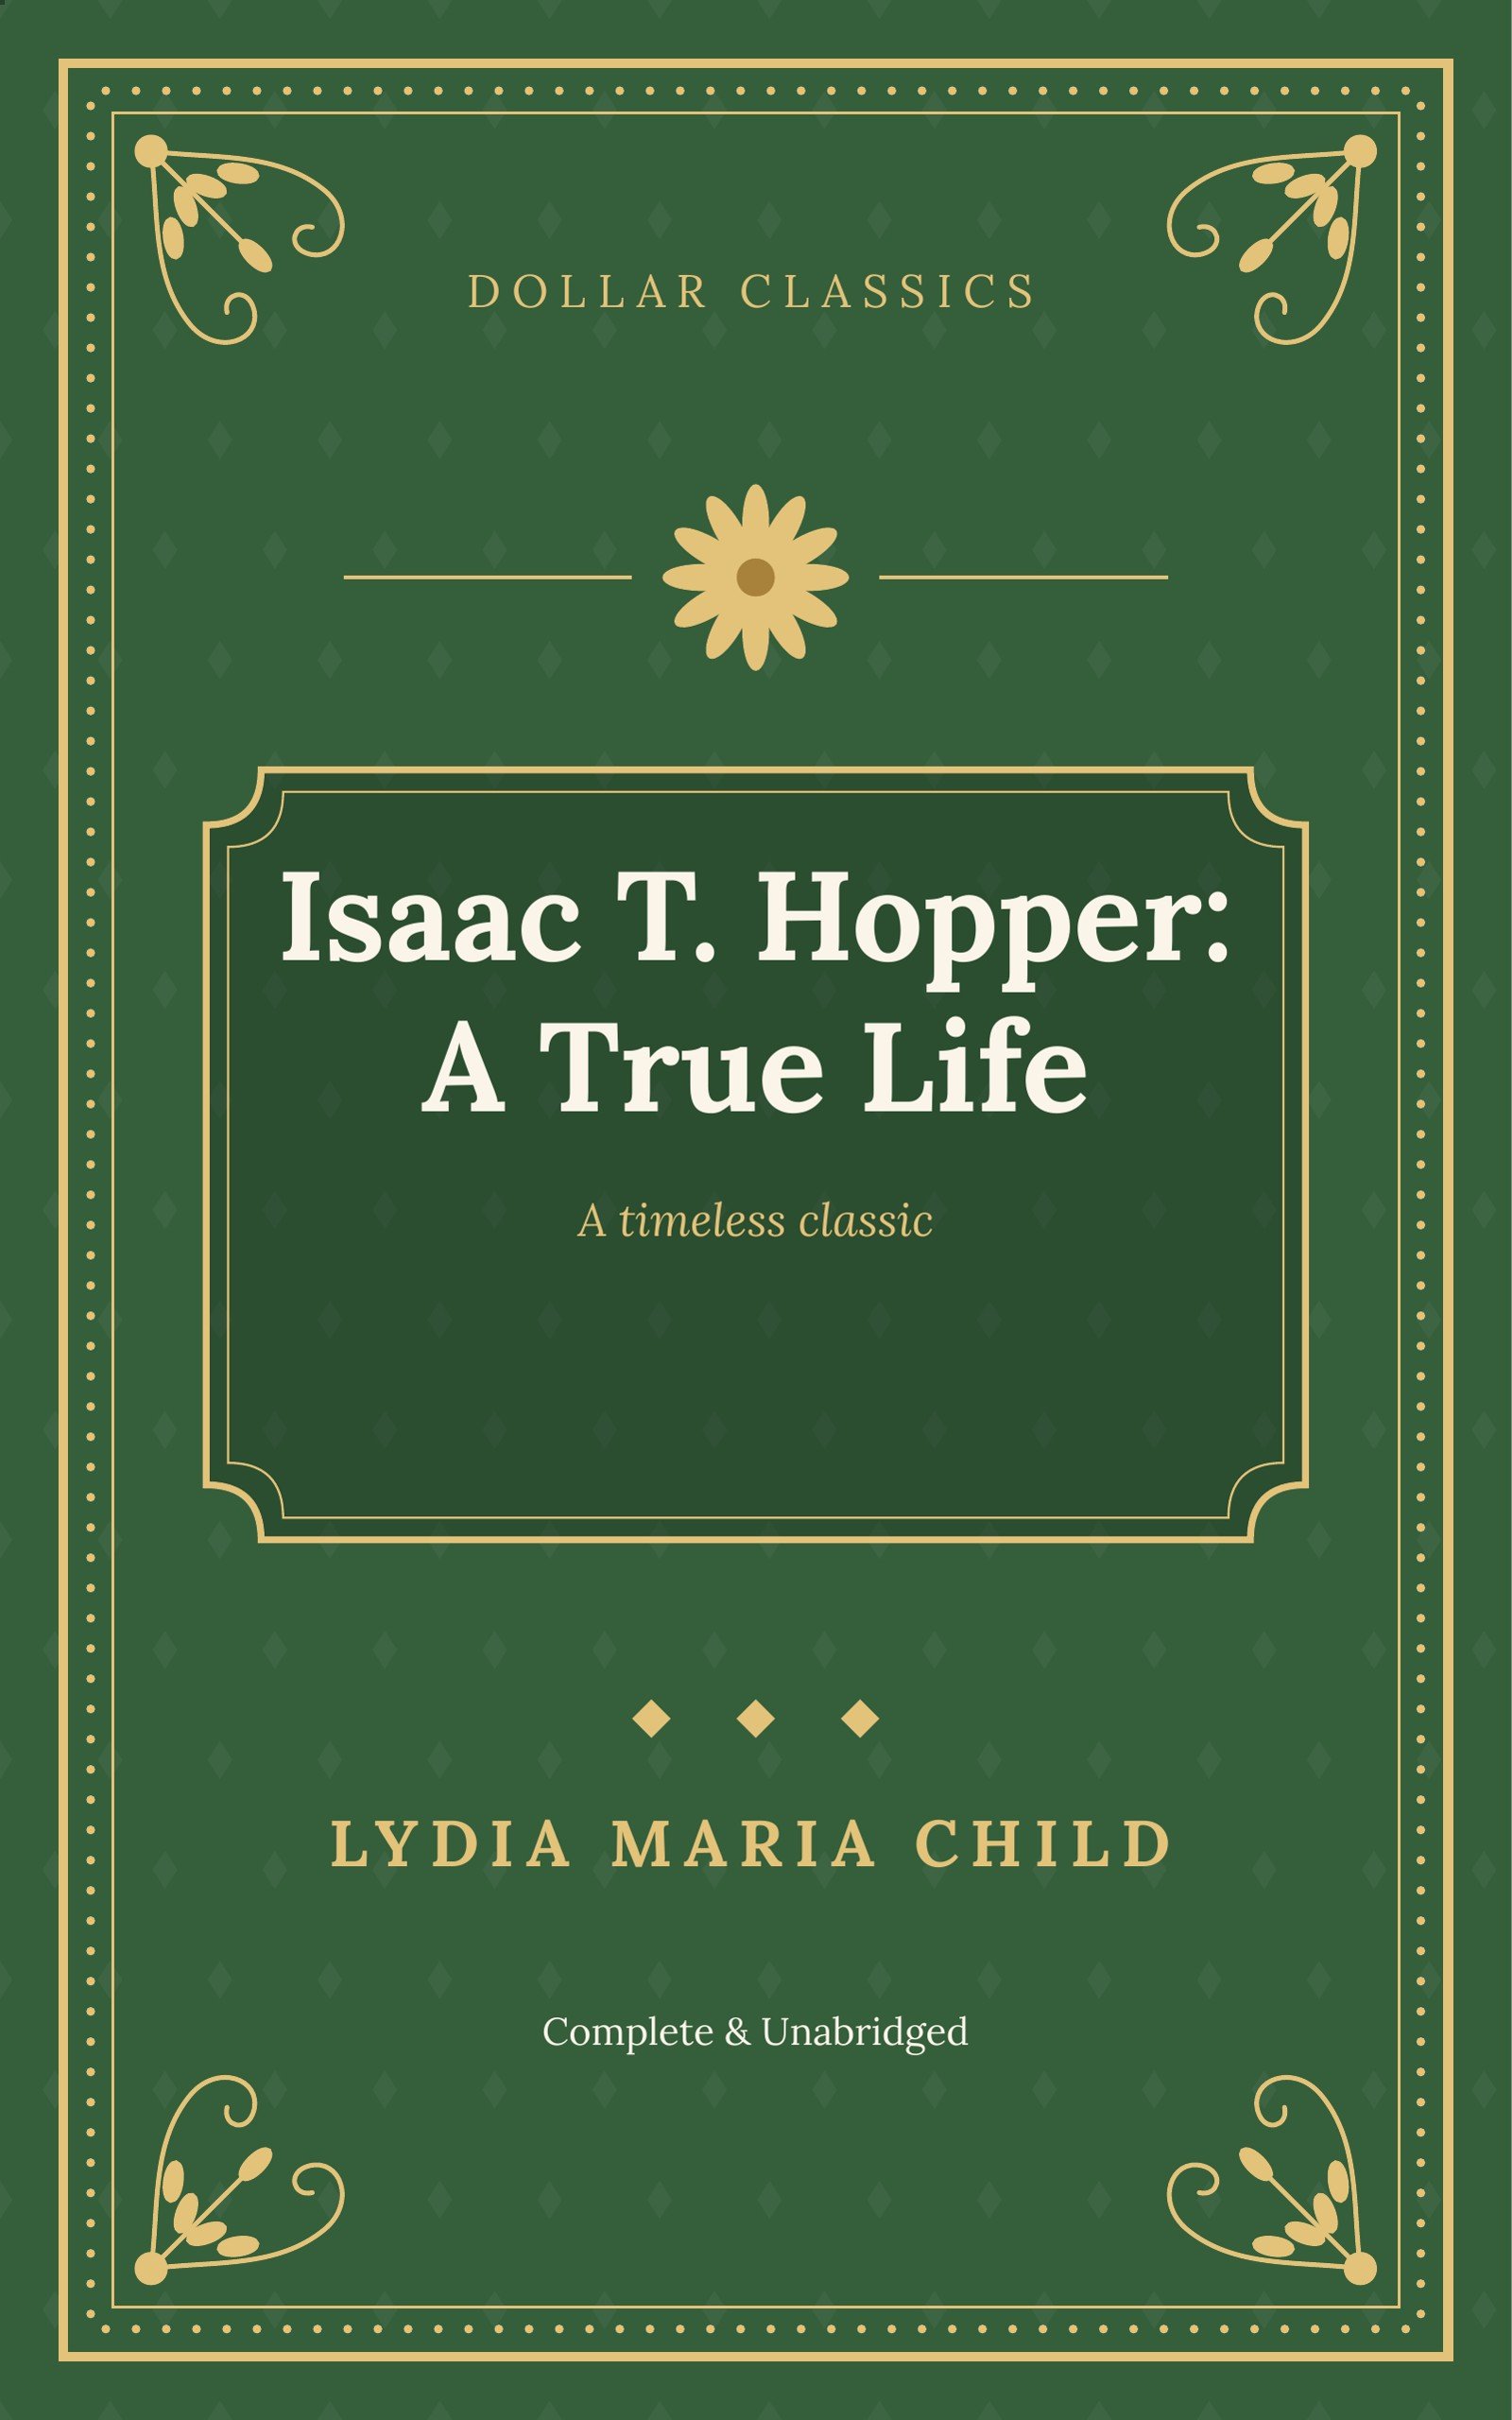 DOLLAR CLASSICS
Isaac T. Hopper:
A True Life
A timeless classic
LYDIA MARIA CHILD
Complete & Unabridged